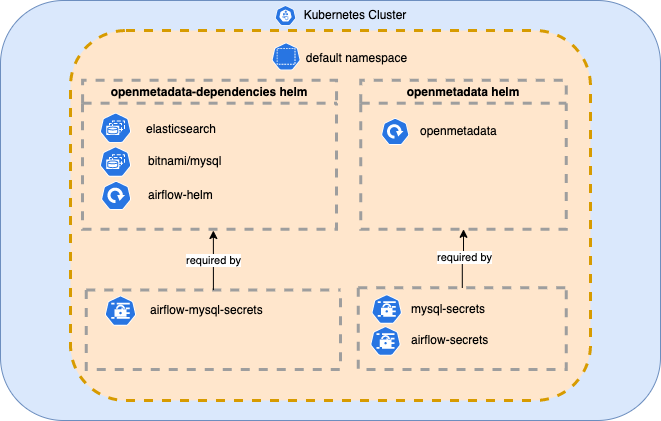 Kubernetes Cluster
default namespace
openmetadata-dependencies helm
elasticsearch
bitnami/mysql
airflow-helm
openmetadata helm
openmetadata
required by
required by
airflow-mysql-secrets
mysql-secrets
airflow-secrets